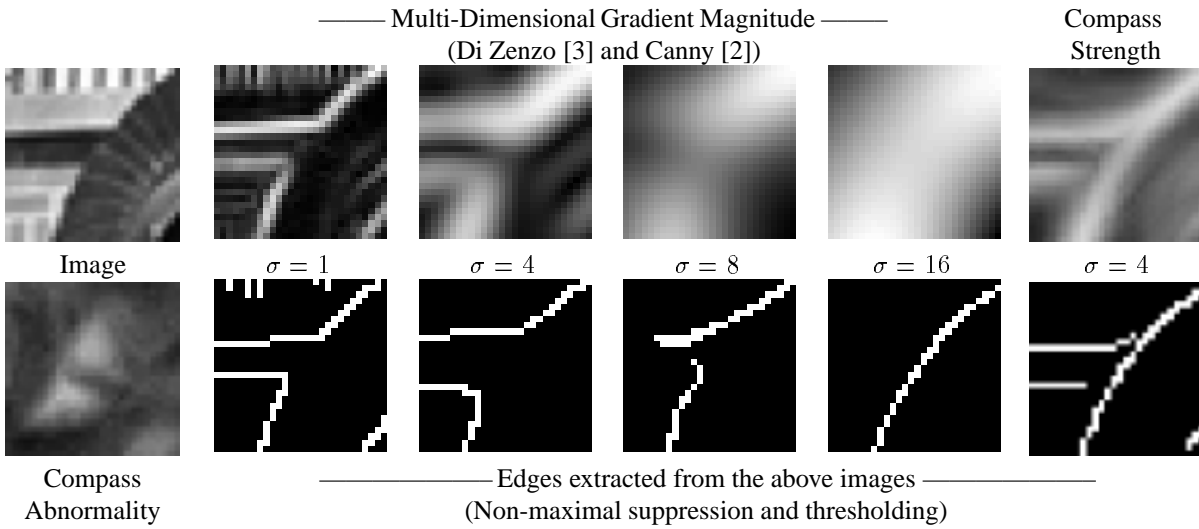 Multi-Dimensional Gradient Magnitude
(Di Zenzo [3] and Canny [2])
Compass
Strength
Image
σ = 1
σ = 4
σ = 8
σ = 16
σ = 4
Compass
Abnormality
Edges extracted from the above images
(Non-maximal suppression and thresholding)